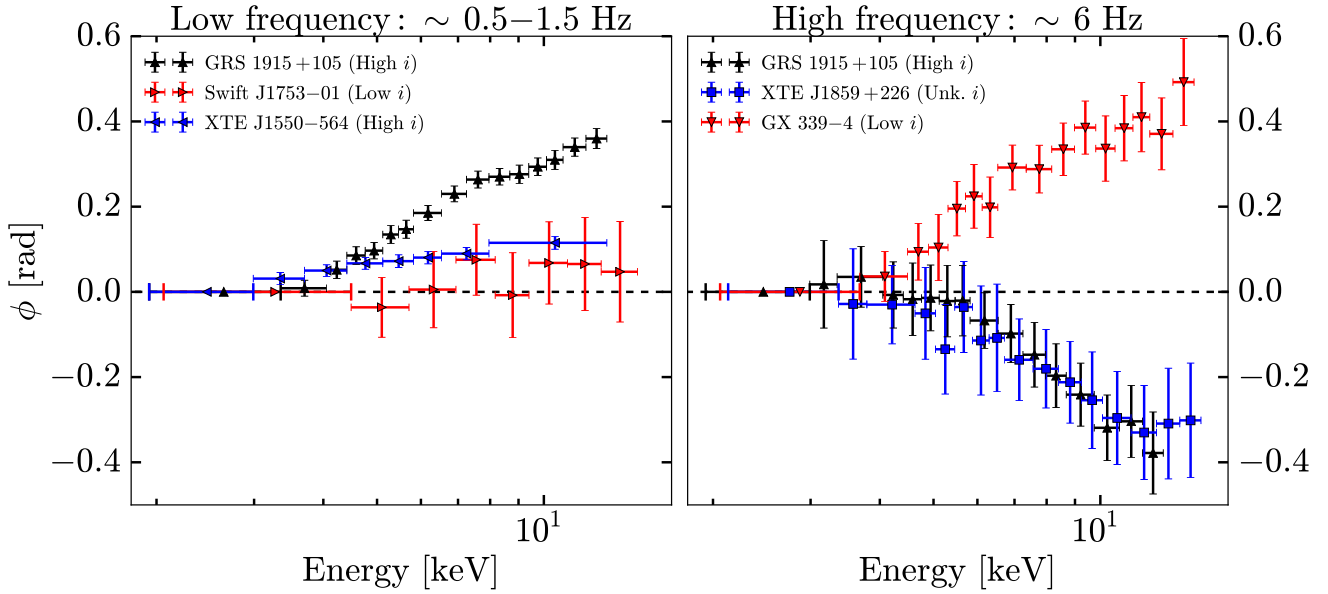 Low frequency: ∼ 0.5−1.5 Hz
High frequency: ∼ 6 Hz
0.6
0.4
0.2
0.0
−0.2
−0.4
ϕ [rad]
GRS 1915+105 (High i)
Swift J1753−01 (Low i)
XTE J1550−564 (High i)
10¹
Energy [keV]
GRS 1915+105 (High i)
XTE J1859+226 (Unk. i)
GX 339−4 (Low i)
10¹
Energy [keV]
0.6
0.4
0.2
0.0
−0.2
−0.4